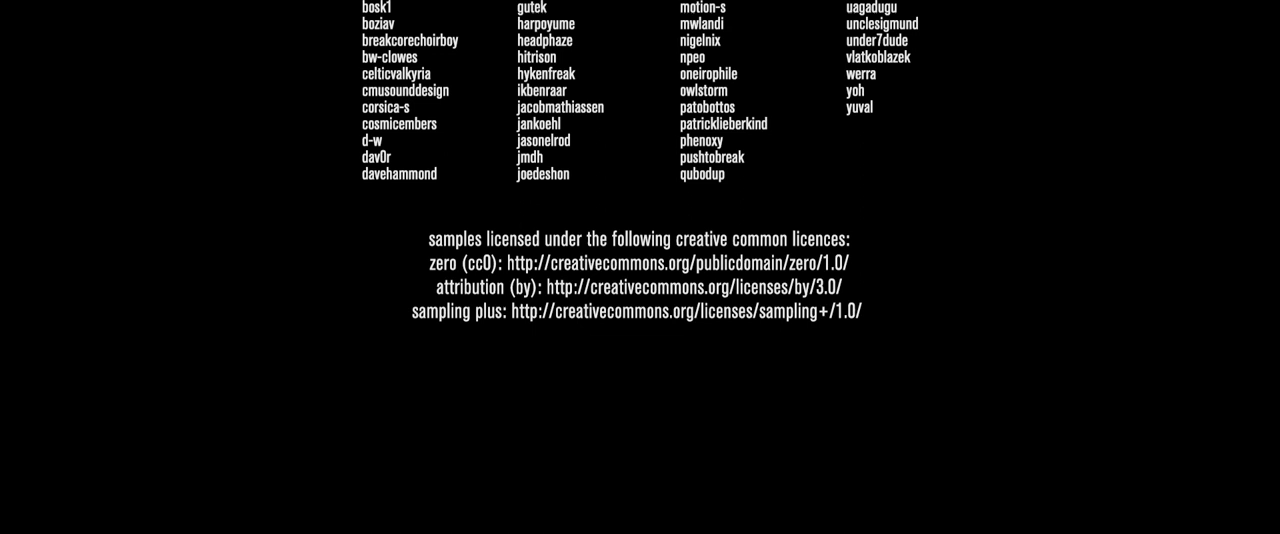 bosk1 gutek motion-s uagadugu
boziav harpoyume mwlandi unclesigmund
breakcorechoirboy headphaze nigelnix under7dude
bw-clowes hitrison npeo vlatkoblazek
celticvalkyria hykenfreak oneirophile werra
cmusounddesign ikbenraar owlstorm yoh
corsica-s jacobmathiassen patobottos yuval
cosmicembers jankoehl patricklieberkind
d-w jasonelrod phenoxy
dav0r jmdh pushtobreak
davehammond joedeshon qubodup
samples licensed under the following creative common licences:
zero (cc0): http://creativecommons.org/publicdomain/zero/1.0/
attribution (by): http://creativecommons.org/licenses/by/3.0/
sampling plus: http://creativecommons.org/licenses/sampling+/1.0/